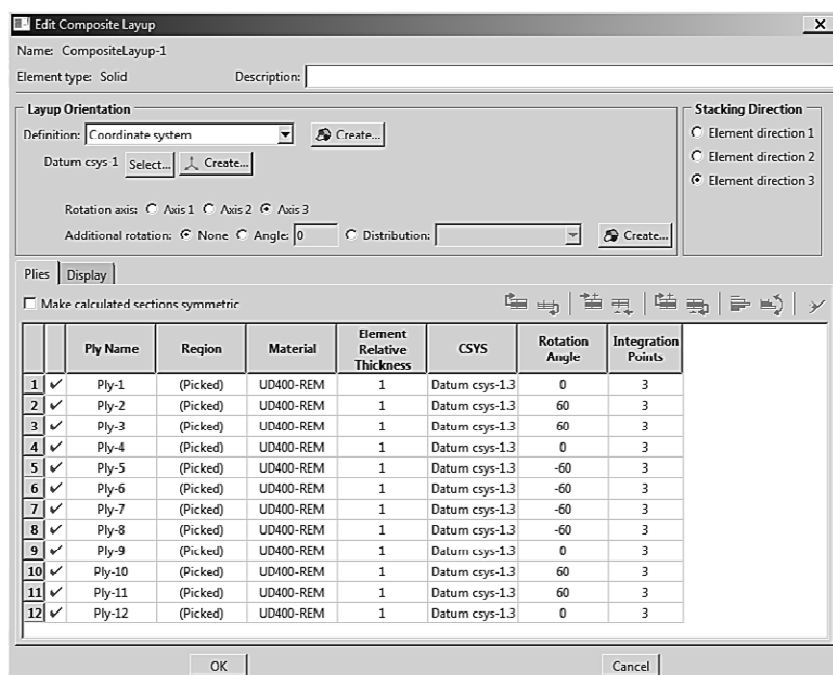 Edit Composite Layup
Name: CompositeLayup-1
Element type: Solid Description:
Layup Orientation
Definition: Coordinate system Create...
Datum csys-1 Select... Create...
Rotation axis: Axis 1 Axis 2 Axis 3
Additional rotation: None Angle: 0 Distribution: Create...
Stacking Direction
Element direction 1
Element direction 2
Element direction 3
Plies Display
Make calculated sections symmetric
Ply Name Region Material Element Relative Thickness CSYS Rotation Angle Integration Points
1 Ply-1 (Picked) UD400-REM 1 Datum csys-1.3 0 3
2 Ply-2 (Picked) UD400-REM 1 Datum csys-1.3 60 3
3 Ply-3 (Picked) UD400-REM 1 Datum csys-1.3 60 3
4 Ply-4 (Picked) UD400-REM 1 Datum csys-1.3 0 3
5 Ply-5 (Picked) UD400-REM 1 Datum csys-1.3 -60 3
6 Ply-6 (Picked) UD400-REM 1 Datum csys-1.3 -60 3
7 Ply-7 (Picked) UD400-REM 1 Datum csys-1.3 -60 3
8 Ply-8 (Picked) UD400-REM 1 Datum csys-1.3 -60 3
9 Ply-9 (Picked) UD400-REM 1 Datum csys-1.3 0 3
10 Ply-10 (Picked) UD400-REM 1 Datum csys-1.3 60 3
11 Ply-11 (Picked) UD400-REM 1 Datum csys-1.3 60 3
12 Ply-12 (Picked) UD400-REM 1 Datum csys-1.3 0 3
OK Cancel